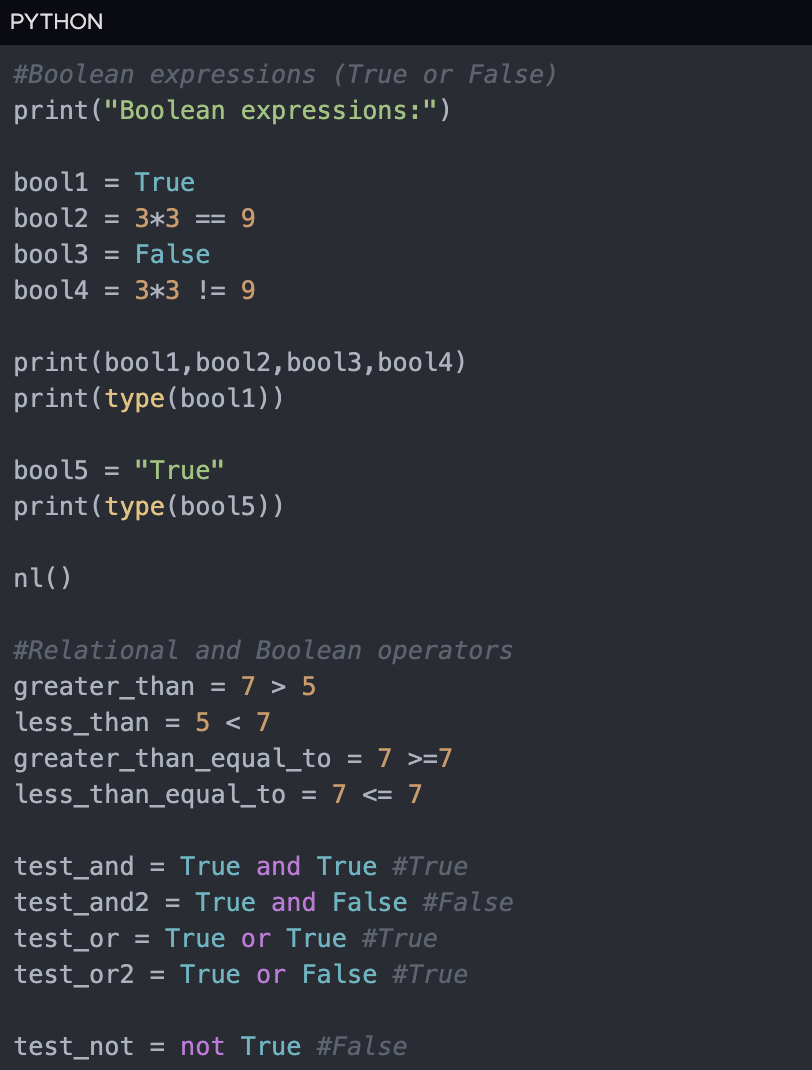 PYTHON
#Boolean expressions (True or False)
print("Boolean expressions:")
bool1 = True
bool2 = 3*3 == 9
bool3 = False
bool4 = 3*3 != 9
print(bool1,bool2,bool3,bool4)
print(type(bool1))
bool5 = "True"
print(type(bool5))
nl()
#Relational and Boolean operators
greater_than = 7 > 5
less_than = 5 < 7
greater_than_equal_to = 7 >=7
less_than_equal_to = 7 <= 7
test_and = True and True #True
test_and2 = True and False #False
test_or = True or True #True
test_or2 = True or False #True
test_not = not True #False